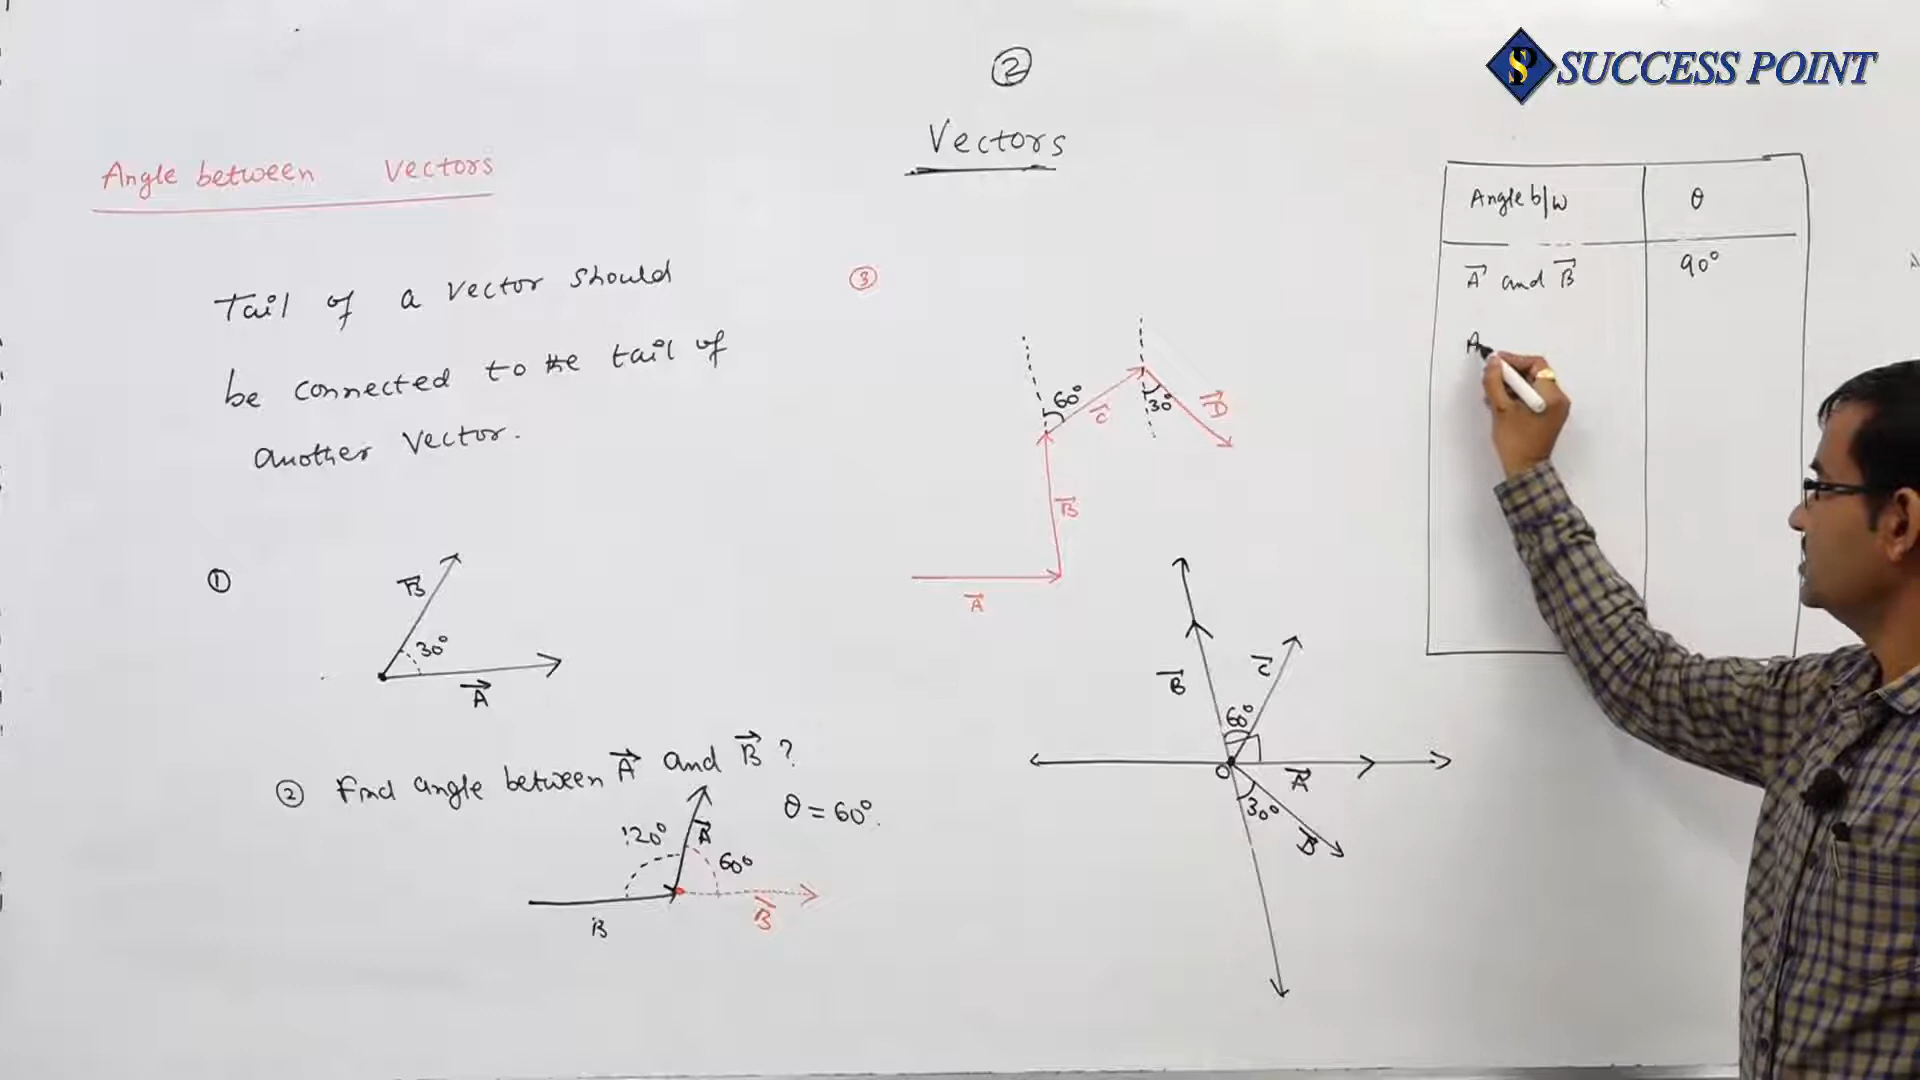 SUCCESS POINT
②
Vectors
Angle between Vectors
Tail of a vector should
be connected to the tail of
another vector.
①
B
30°
A
② Find angle between A and B ?
θ = 60°.
120°
A
60°
B
B
③
60°
C
30°
D
B
A
B
C
60°
O
A
30°
D
Angle b/w θ
A and B 90°
A